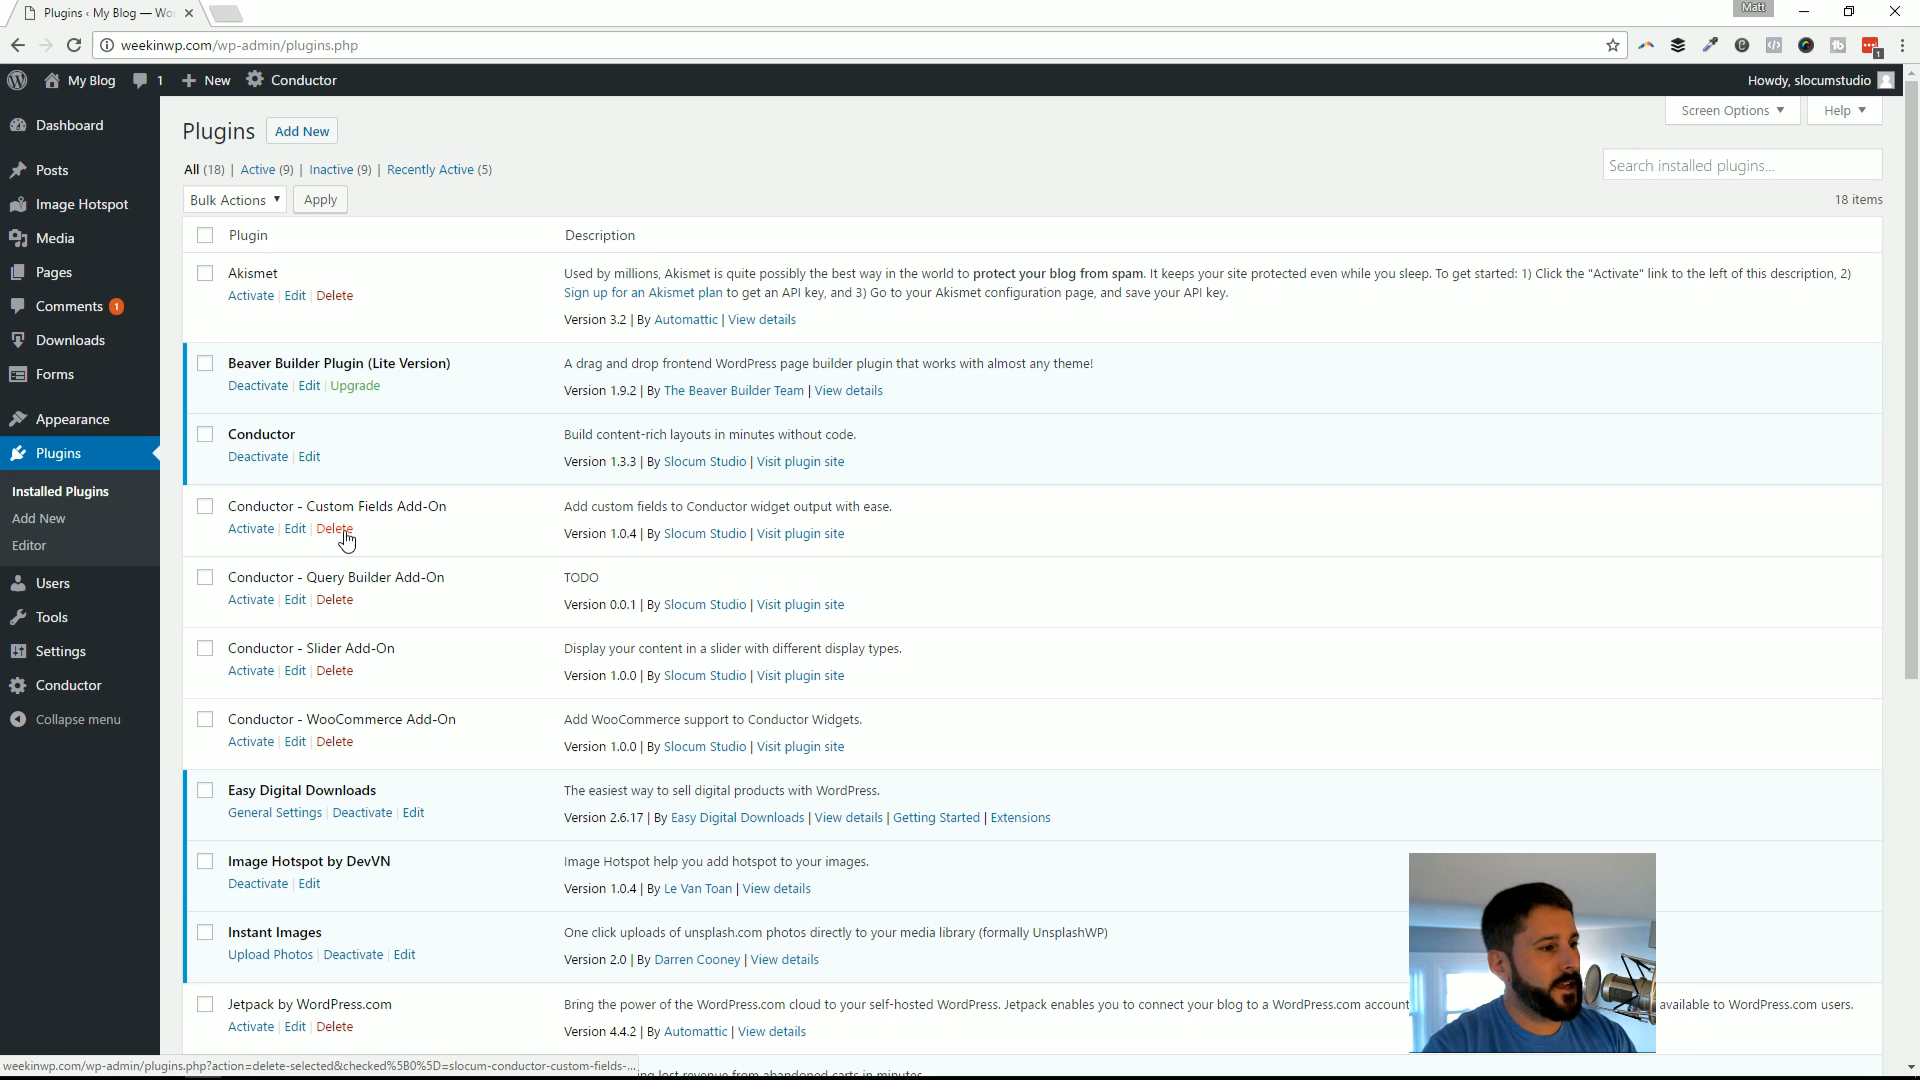 Plugins ‹ My Blog — Wo
Matt
weekinwp.com/wp-admin/plugins.php
1
My Blog
1
New
Conductor
Howdy, slocumstudio
Dashboard
Posts
Image Hotspot
Media
Pages
Comments 1
Downloads
Forms
Appearance
Plugins
Installed Plugins
Add New
Editor
Users
Tools
Settings
Conductor
Collapse menu
Screen Options ▼
Help ▼
Plugins
Add New
All (18) | Active (9) | Inactive (9) | Recently Active (5)
Search installed plugins...
Bulk Actions ▼
Apply
18 items
Plugin
Description
Akismet
Activate | Edit | Delete
Used by millions, Akismet is quite possibly the best way in the world to protect your blog from spam. It keeps your site protected even while you sleep. To get started: 1) Click the "Activate" link to the left of this description, 2)
Sign up for an Akismet plan to get an API key, and 3) Go to your Akismet configuration page, and save your API key.
Version 3.2 | By Automattic | View details
Beaver Builder Plugin (Lite Version)
Deactivate | Edit | Upgrade
A drag and drop frontend WordPress page builder plugin that works with almost any theme!
Version 1.9.2 | By The Beaver Builder Team | View details
Conductor
Deactivate | Edit
Build content-rich layouts in minutes without code.
Version 1.3.3 | By Slocum Studio | Visit plugin site
Conductor - Custom Fields Add-On
Activate | Edit | Delete
Add custom fields to Conductor widget output with ease.
Version 1.0.4 | By Slocum Studio | Visit plugin site
Conductor - Query Builder Add-On
Activate | Edit | Delete
TODO
Version 0.0.1 | By Slocum Studio | Visit plugin site
Conductor - Slider Add-On
Activate | Edit | Delete
Display your content in a slider with different display types.
Version 1.0.0 | By Slocum Studio | Visit plugin site
Conductor - WooCommerce Add-On
Activate | Edit | Delete
Add WooCommerce support to Conductor Widgets.
Version 1.0.0 | By Slocum Studio | Visit plugin site
Easy Digital Downloads
General Settings | Deactivate | Edit
The easiest way to sell digital products with WordPress.
Version 2.6.17 | By Easy Digital Downloads | View details | Getting Started | Extensions
Image Hotspot by DevVN
Deactivate | Edit
Image Hotspot help you add hotspot to your images.
Version 1.0.4 | By Le Van Toan | View details
Instant Images
Upload Photos | Deactivate | Edit
One click uploads of unsplash.com photos directly to your media library (formally UnsplashWP)
Version 2.0 | By Darren Cooney | View details
Jetpack by WordPress.com
Activate | Edit | Delete
Bring the power of the WordPress.com cloud to your self-hosted WordPress. Jetpack enables you to connect your blog to a WordPress.com account available to WordPress.com users.
Version 4.4.2 | By Automattic | View details
weekinwp.com/wp-admin/plugins.php?action=delete-selected&checked%5B0%5D=slocum-conductor-custom-fields-...
lost revenue from abandoned carts in minutes